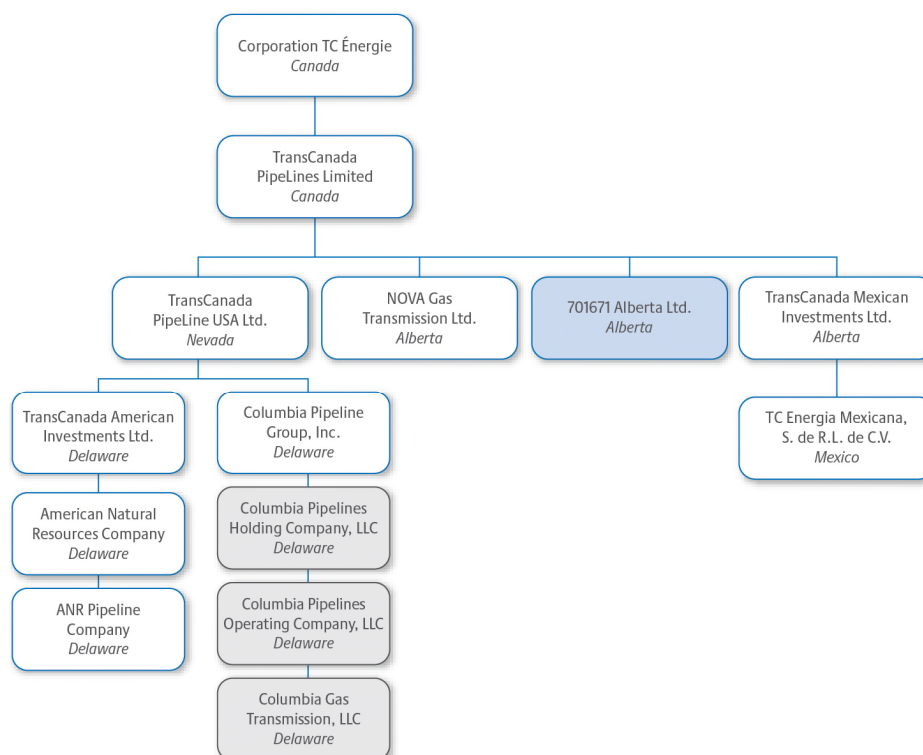 Corporation TC Énergie
Canada
TransCanada
PipeLines Limited
Canada
TransCanada
PipeLine USA Ltd.
Nevada
NOVA Gas
Transmission Ltd.
Alberta
701671 Alberta Ltd.
Alberta
TransCanada Mexican
Investments Ltd.
Alberta
TransCanada American
Investments Ltd.
Delaware
Columbia Pipeline
Group, Inc.
Delaware
TC Energia Mexicana,
S. de R.L. de C.V.
Mexico
American Natural
Resources Company
Delaware
Columbia Pipelines
Holding Company, LLC
Delaware
ANR Pipeline
Company
Delaware
Columbia Pipelines
Operating Company, LLC
Delaware
Columbia Gas
Transmission, LLC
Delaware